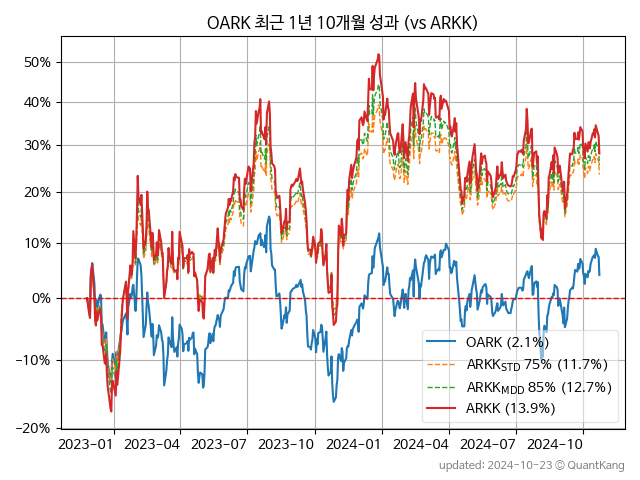 OARK 최근 1년 10개월 성과 (vs ARKK)
50%
40%
30%
20%
10%
0%
−10%
−20%
OARK (2.1%)
ARKK_STD 75% (11.7%)
ARKK_MDD 85% (12.7%)
ARKK (13.9%)
2023-01 2023-04 2023-07 2023-10 2024-01 2024-04 2024-07 2024-10
updated: 2024-10-23 © QuantKang